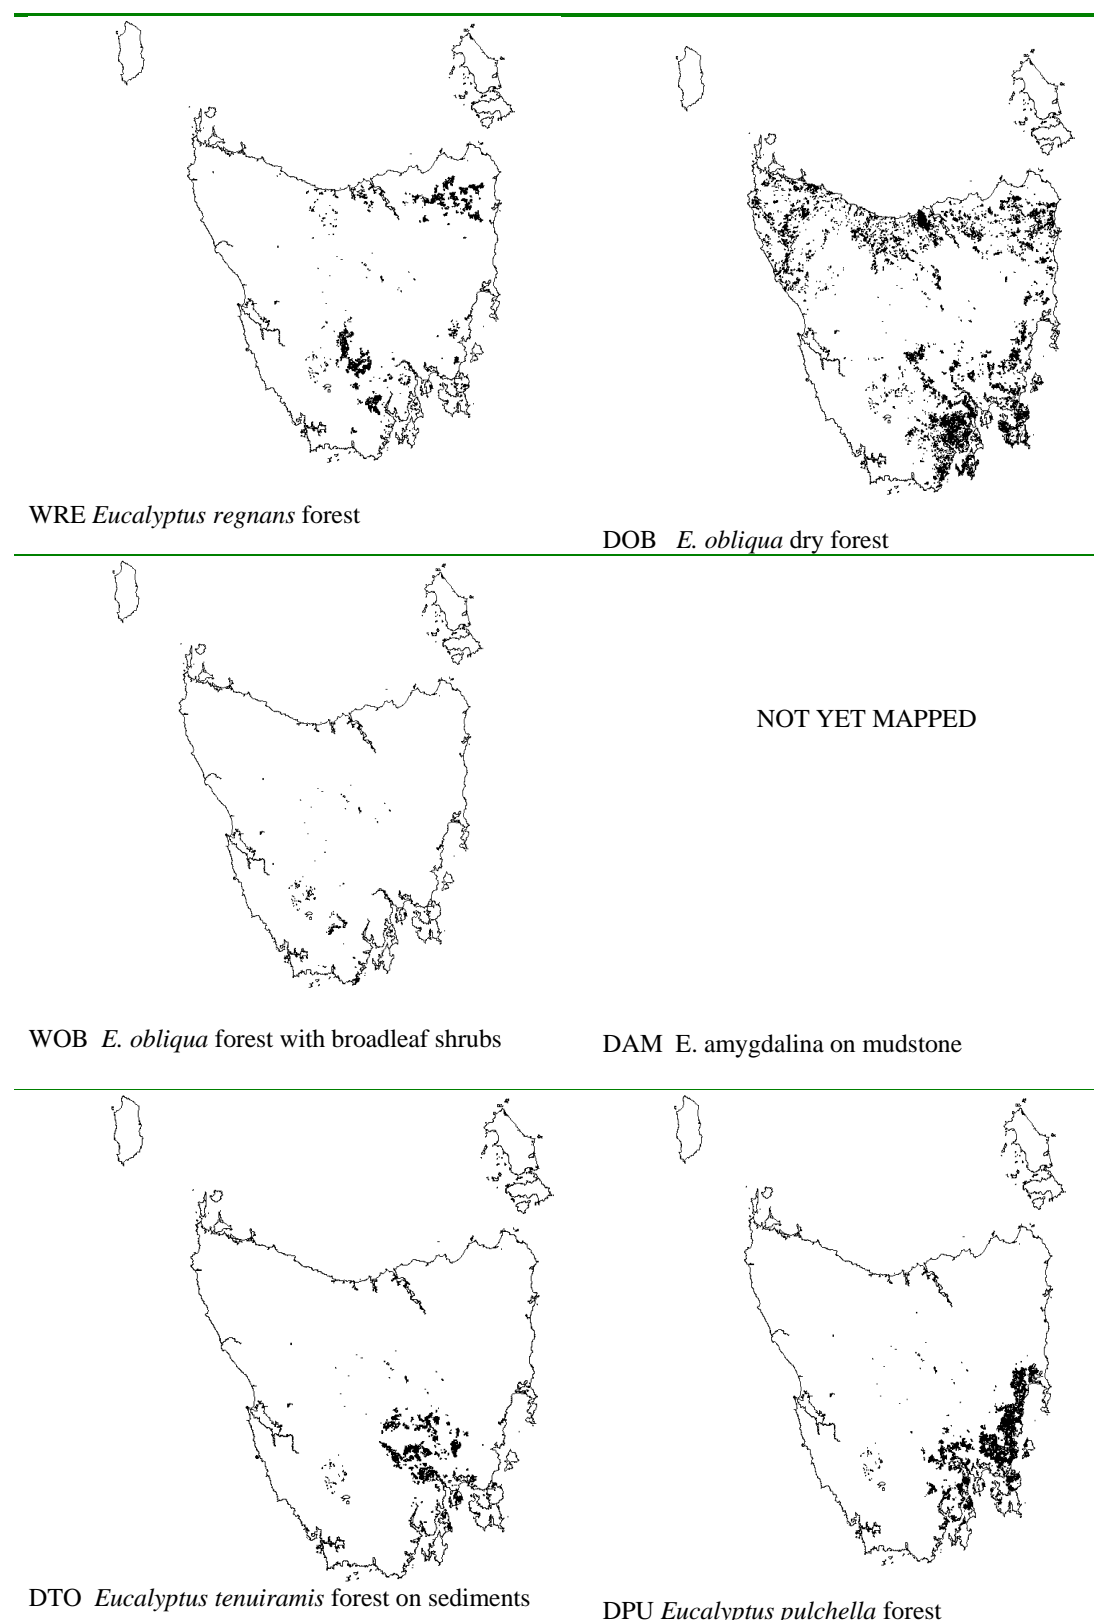 WRE Eucalyptus regnans forest
DOB E. obliqua dry forest
NOT YET MAPPED
WOB E. obliqua forest with broadleaf shrubs
DAM E. amygdalina on mudstone
DTO Eucalyptus tenuiramis forest on sediments
DPU Eucalyptus pulchella forest